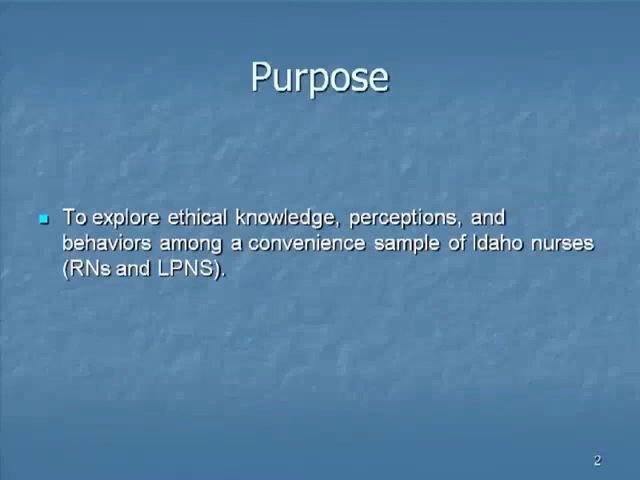 Purpose
To explore ethical knowledge, perceptions, and
behaviors among a convenience sample of Idaho nurses
(RNs and LPNS).
2